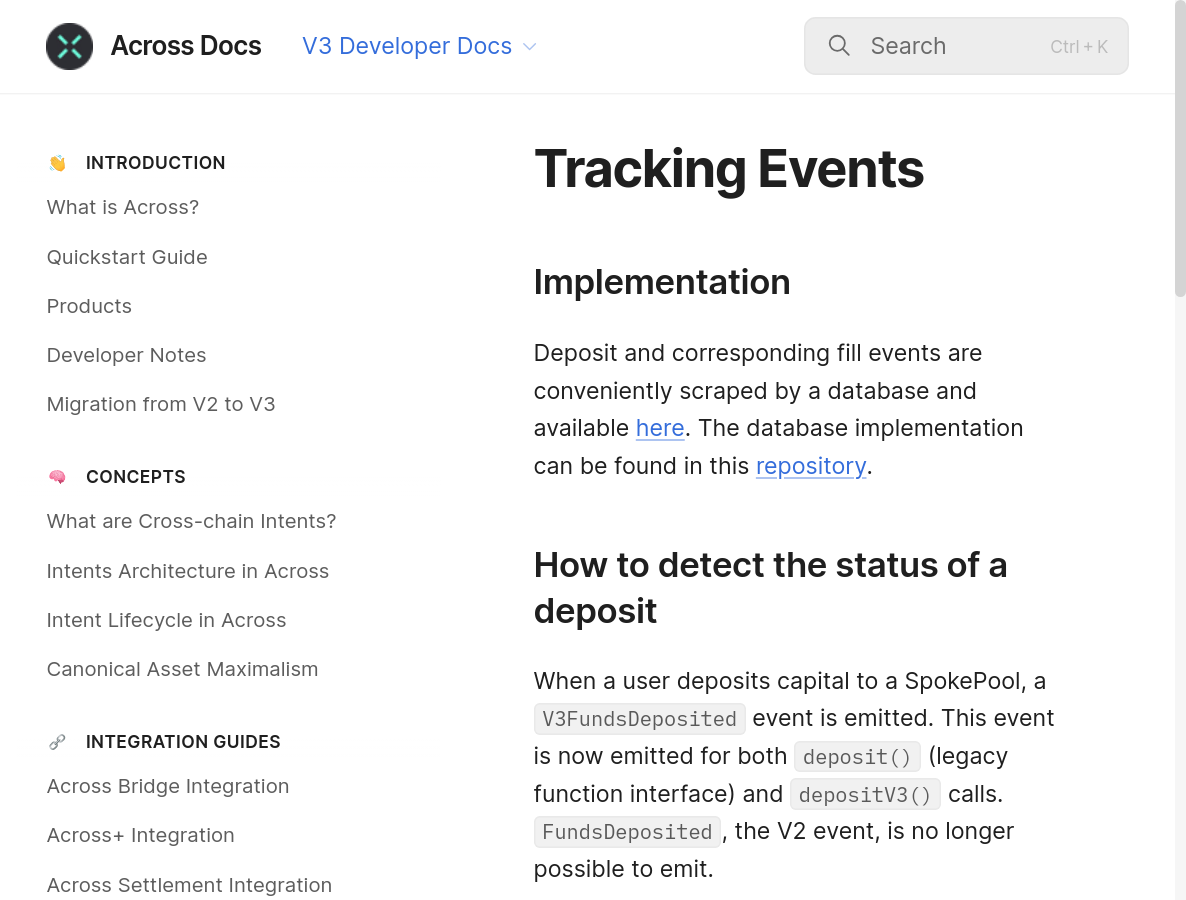 Across Docs
V3 Developer Docs
Search
Ctrl + K
INTRODUCTION
What is Across?
Quickstart Guide
Products
Developer Notes
Migration from V2 to V3
CONCEPTS
What are Cross-chain Intents?
Intents Architecture in Across
Intent Lifecycle in Across
Canonical Asset Maximalism
INTEGRATION GUIDES
Across Bridge Integration
Across+ Integration
Across Settlement Integration
Tracking Events
Implementation
Deposit and corresponding fill events are
conveniently scraped by a database and
available here. The database implementation
can be found in this repository.
How to detect the status of a
deposit
When a user deposits capital to a SpokePool, a
V3FundsDeposited event is emitted. This event
is now emitted for both deposit() (legacy
function interface) and depositV3() calls.
FundsDeposited, the V2 event, is no longer
possible to emit.